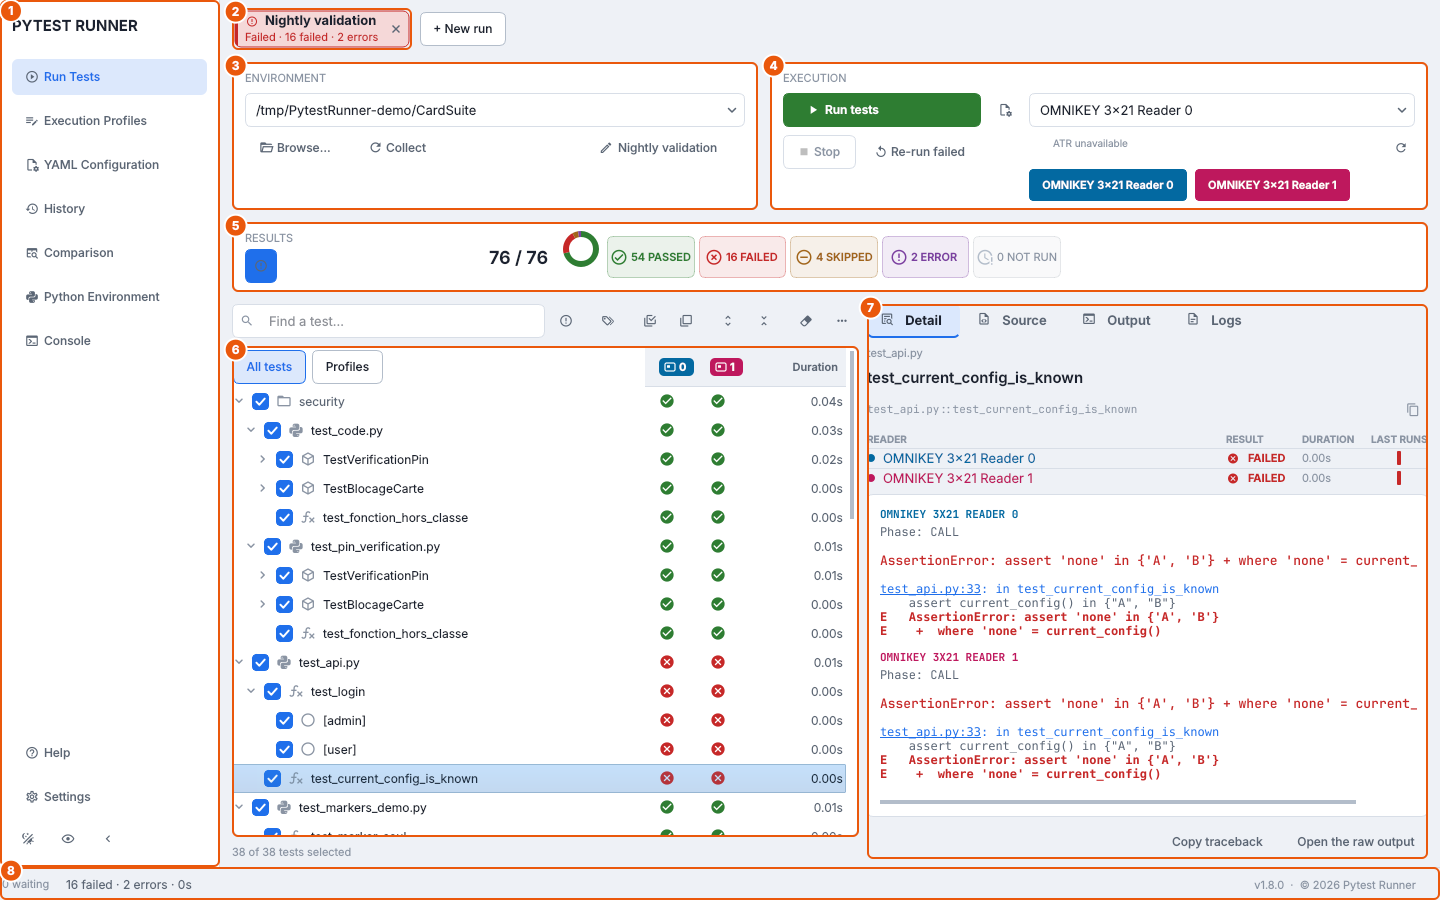 1
PYTEST RUNNER
Run Tests
Execution Profiles
YAML Configuration
History
Comparison
Python Environment
Console
Help
Settings
2
Nightly validation
Failed · 16 failed · 2 errors
+ New run
3
ENVIRONMENT
/tmp/PytestRunner-demo/CardSuite
Browse...
Collect
Nightly validation
4
EXECUTION
Run tests
OMNIKEY 3×21 Reader 0
Stop
Re-run failed
ATR unavailable
OMNIKEY 3×21 Reader 0
OMNIKEY 3×21 Reader 1
5
RESULTS
76 / 76
54 PASSED
16 FAILED
4 SKIPPED
2 ERROR
0 NOT RUN
Find a test...
6
All tests
Profiles
0
1
Duration
security 0.04s
test_code.py 0.03s
TestVerificationPin 0.02s
TestBlocageCarte 0.00s
test_fonction_hors_classe 0.00s
test_pin_verification.py 0.01s
TestVerificationPin 0.01s
TestBlocageCarte 0.00s
test_fonction_hors_classe 0.00s
test_api.py 0.01s
test_login 0.00s
[admin] 0.00s
[user] 0.00s
test_current_config_is_known 0.00s
test_markers_demo.py 0.01s
38 of 38 tests selected
7
Detail
Source
Output
Logs
test_api.py
test_current_config_is_known
test_api.py::test_current_config_is_known
READER RESULT DURATION LAST RUNS
OMNIKEY 3×21 Reader 0 FAILED 0.00s
OMNIKEY 3×21 Reader 1 FAILED 0.00s
OMNIKEY 3X21 READER 0
Phase: CALL
AssertionError: assert 'none' in {'A', 'B'} + where 'none' = current_
test_api.py:33: in test_current_config_is_known
assert current_config() in {"A", "B"}
E AssertionError: assert 'none' in {'A', 'B'}
E + where 'none' = current_config()
OMNIKEY 3X21 READER 1
Phase: CALL
AssertionError: assert 'none' in {'A', 'B'} + where 'none' = current_
test_api.py:33: in test_current_config_is_known
assert current_config() in {"A", "B"}
E AssertionError: assert 'none' in {'A', 'B'}
E + where 'none' = current_config()
Copy traceback
Open the raw output
8
0 waiting
16 failed · 2 errors · 0s
v1.8.0 · © 2026 Pytest Runner